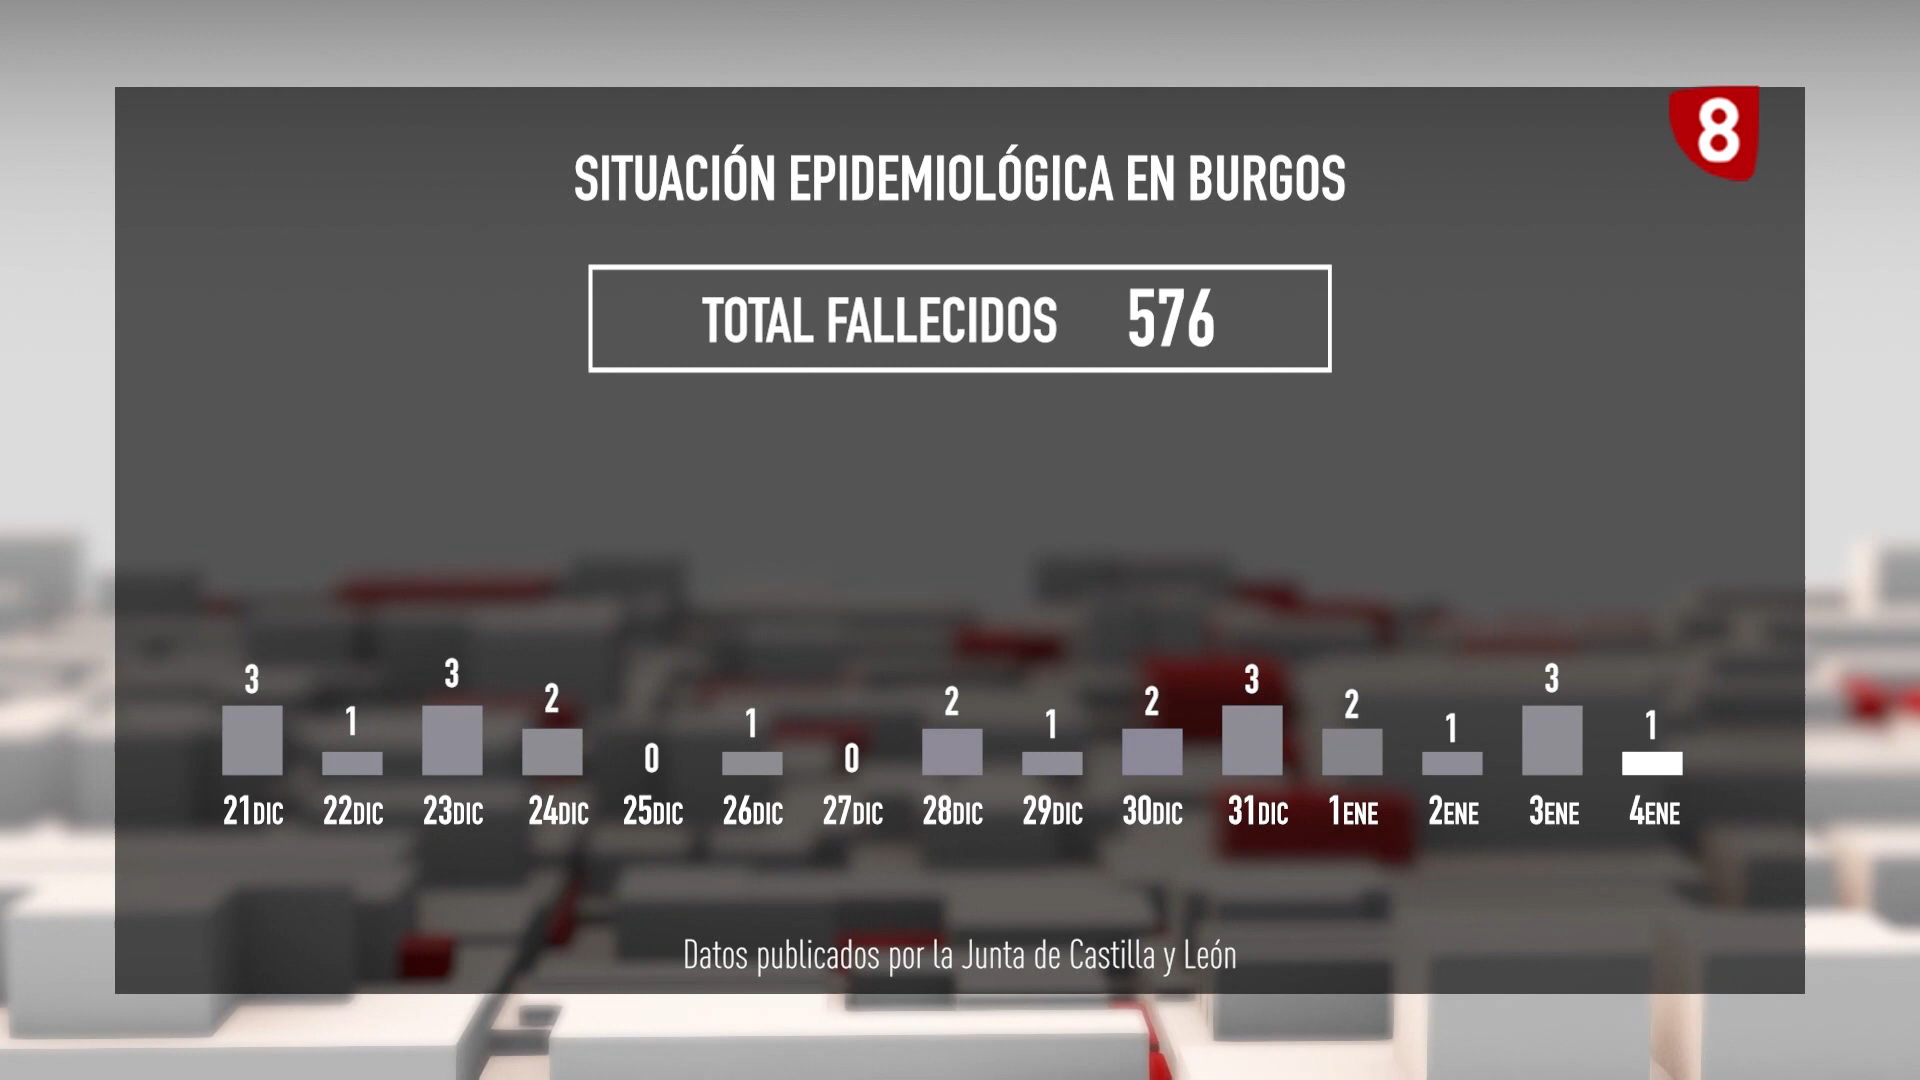 8
SITUACIÓN EPIDEMIOLÓGICA EN BURGOS
TOTAL FALLECIDOS 576
3 1 3 2 0 1 0 2 1 2 3 2 1 3 1
21DIC 22DIC 23DIC 24DIC 25DIC 26DIC 27DIC 28DIC 29DIC 30DIC 31DIC 1ENE 2ENE 3ENE 4ENE
Datos publicados por la Junta de Castilla y León